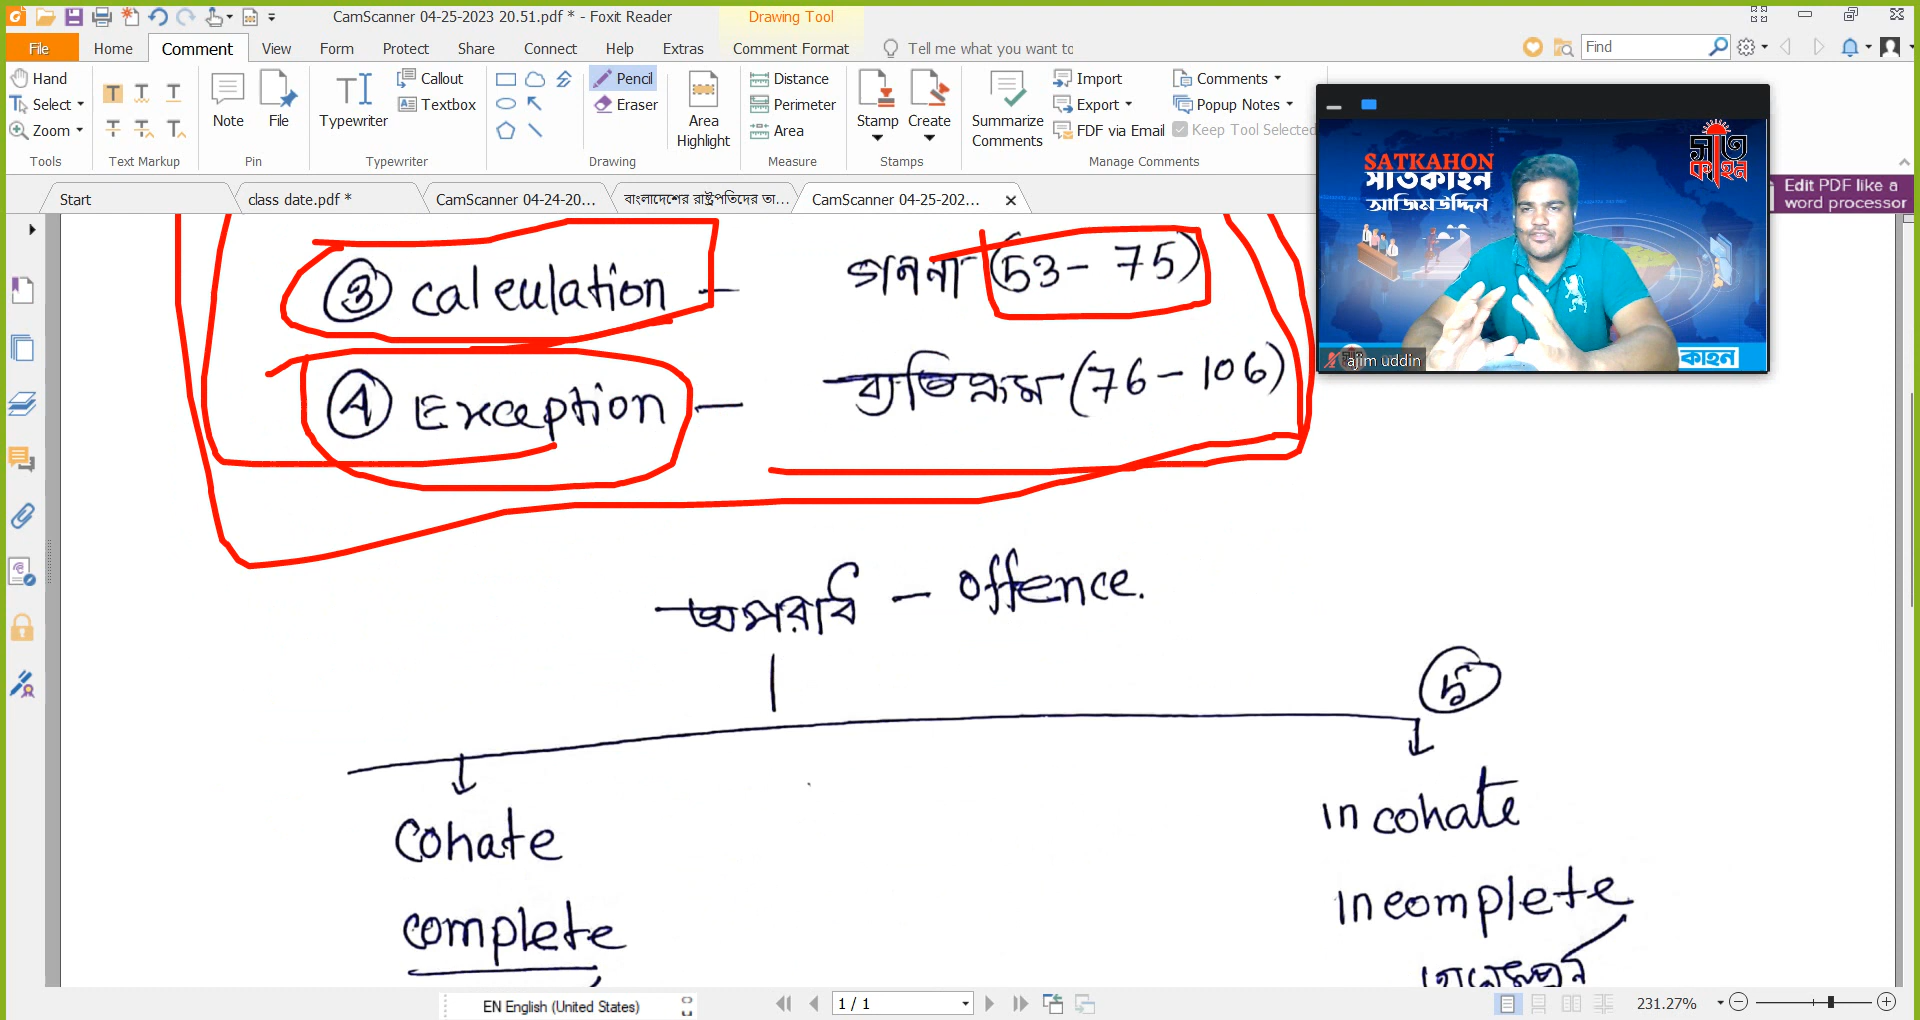 CamScanner 04-25-2023 20.51.pdf * - Foxit Reader
Drawing Tool
File Home Comment View Form Protect Share Connect Help Extras Comment Format Tell me what you want to Find
Hand
Select
Zoom
Tools
Text Markup
Note
File
Pin
Typewriter
Typewriter
Callout
Textbox
Pencil
Eraser
Drawing
Area
Highlight
Distance
Perimeter
Area
Measure
Stamp
Create
Stamps
Summarize
Comments
Import
Export
FDF via Email
Comments
Popup Notes
Keep Tool Selected
Manage Comments
Start
class date.pdf *
CamScanner 04-24-20...
বাংলাদেশের রাষ্ট্রপতিদের তা...
CamScanner 04-25-202...
Edit PDF like a
word processor
SATKAHON
সাতকাহন
আজিমউদ্দিন
সাত
কাহন
ajim uddin
কাহন
③ Calculation – গননা (53 - 75)
④ Exception – ব্যতিক্রম (76 - 106)
অপরাধ – offence.
Cohate
complete
in cohate
incomplete
EN English (United States)
1 / 1
231.27%